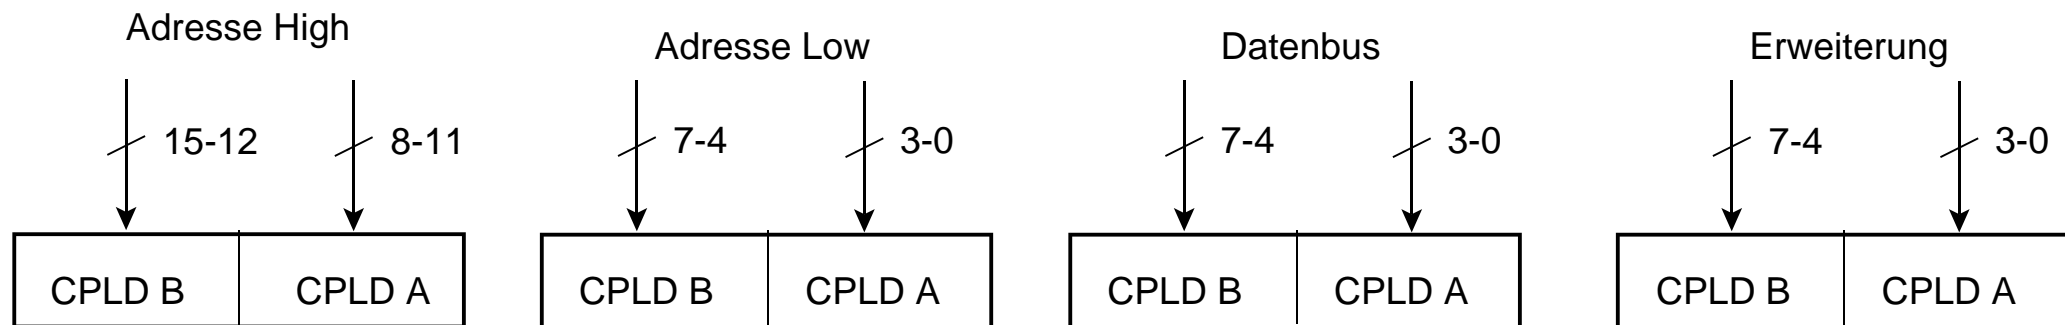 Adresse High
Adresse Low
Datenbus
Erweiterung
15-12
8-11
7-4
3-0
7-4
3-0
7-4
3-0
CPLD B
CPLD A
CPLD B
CPLD A
CPLD B
CPLD A
CPLD B
CPLD A